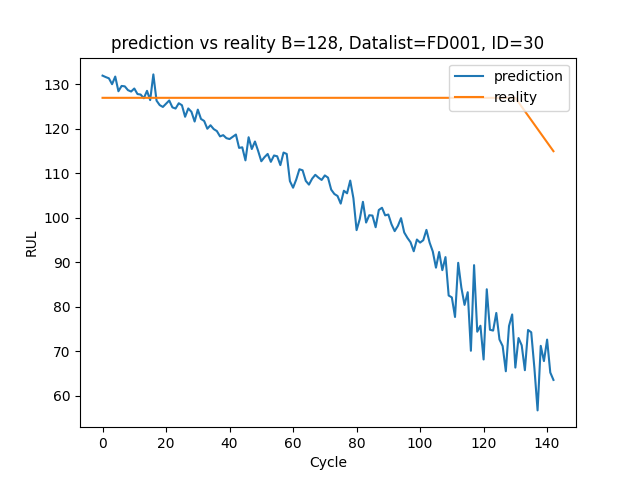 prediction vs reality B=128, Datalist=FD001, ID=30
prediction
reality
130
120
110
100
90
80
70
60
RUL
0 20 40 60 80 100 120 140
Cycle